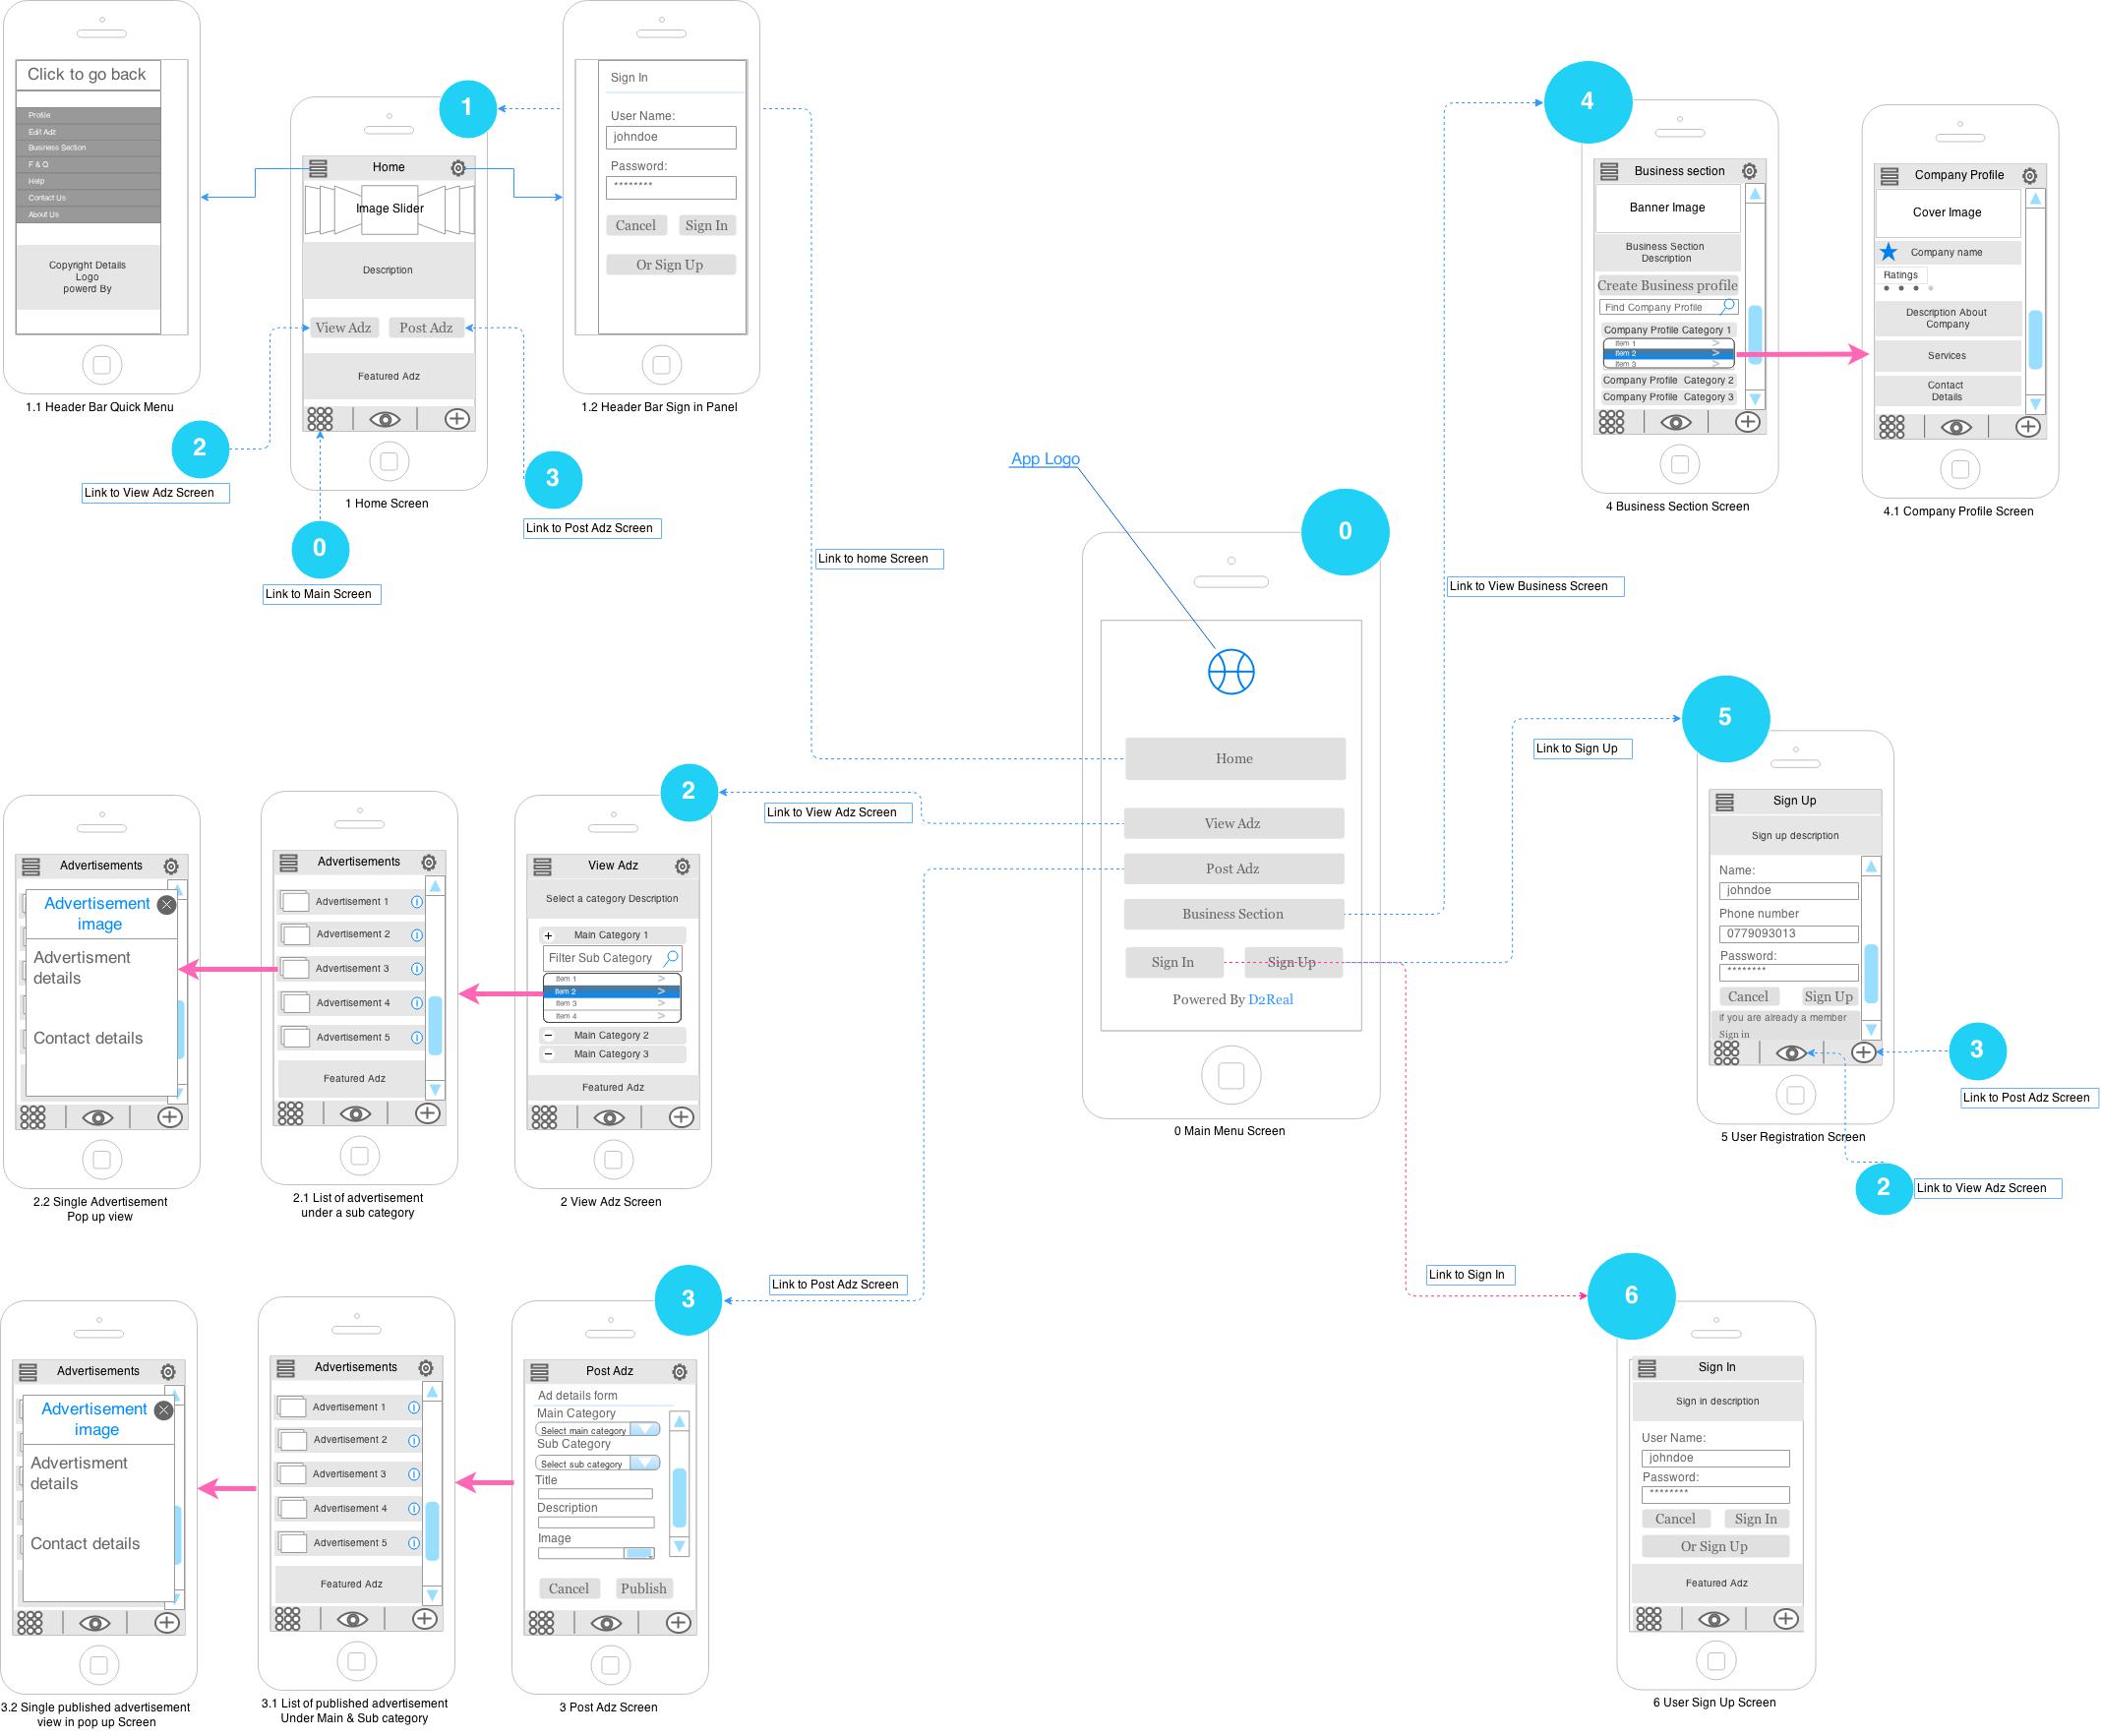 Click to go back
Profile
Edit Adz
Business Section
F & Q
Help
Contact Us
About Us
Copyright Details
Logo
powerd By
1.1 Header Bar Quick Menu
1
Home
Image Slider
Description
View Adz
Post Adz
Featured Adz
1 Home Screen
2
Link to View Adz Screen
3
Link to Post Adz Screen
0
Link to Main Screen
Sign In
User Name:
johndoe
Password:
********
Cancel
Sign In
Or Sign Up
1.2 Header Bar Sign in Panel
Link to home Screen
4
Business section
Banner Image
Business Section
Description
Create Business profile
Find Company Profile
Company Profile Category 1
Item 1
Item 2
Item 3
Company Profile Category 2
Company Profile Category 3
4 Business Section Screen
Company Profile
Cover Image
Company name
Ratings
Description About
Company
Services
Contact
Details
4.1 Company Profile Screen
App Logo
0
Home
View Adz
Post Adz
Business Section
Sign In
Sign Up
Powered By D2Real
0 Main Menu Screen
Link to View Business Screen
Link to Sign Up
5
Sign Up
Sign up description
Name:
johndoe
Phone number
0779093013
Password:
********
Cancel
Sign Up
if you are already a member
Sign in
5 User Registration Screen
3
Link to Post Adz Screen
2
Link to View Adz Screen
Advertisements
Advertisement
image
Advertisment
details
Contact details
2.2 Single Advertisement
Pop up view
Advertisements
Advertisement 1
Advertisement 2
Advertisement 3
Advertisement 4
Advertisement 5
Featured Adz
2.1 List of advertisement
under a sub category
2
Link to View Adz Screen
View Adz
Select a category Description
+ Main Category 1
Filter Sub Category
Item 1
Item 2
Item 3
Item 4
− Main Category 2
− Main Category 3
Featured Adz
2 View Adz Screen
Advertisements
Advertisement
image
Advertisment
details
Contact details
3.2 Single published advertisement
view in pop up Screen
Advertisements
Advertisement 1
Advertisement 2
Advertisement 3
Advertisement 4
Advertisement 5
Featured Adz
3.1 List of published advertisement
Under Main & Sub category
3
Link to Post Adz Screen
Post Adz
Ad details form
Main Category
Select main category
Sub Category
Select sub category
Title
Description
Image
Cancel
Publish
3 Post Adz Screen
Link to Sign In
6
Sign In
Sign in description
User Name:
johndoe
Password:
********
Cancel
Sign In
Or Sign Up
Featured Adz
6 User Sign Up Screen